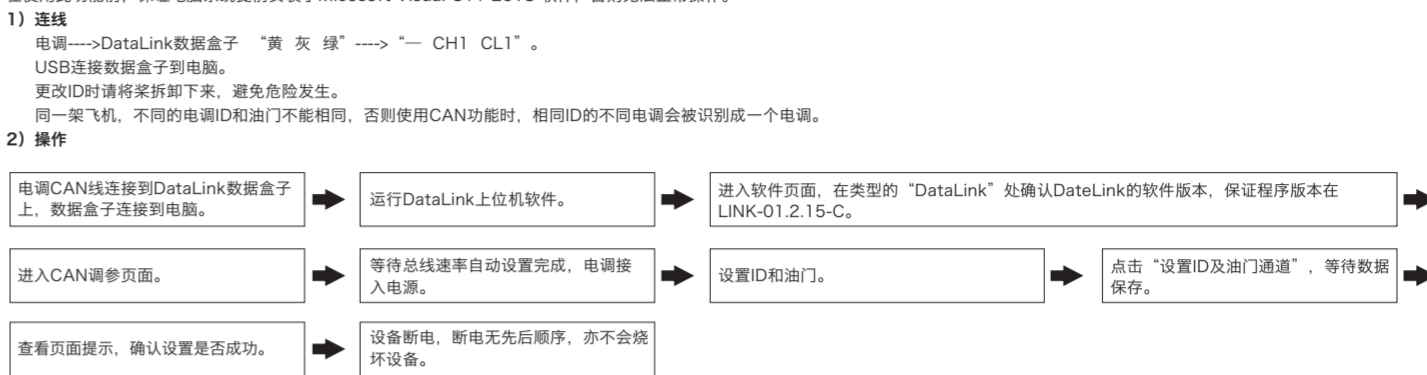 1）连线
电调---->DataLink数据盒子 “黄 灰 绿”---->“— CH1 CL1”。
USB连接数据盒子到电脑。
更改ID时请将桨拆卸下来，避免危险发生。
同一架飞机，不同的电调ID和油门不能相同，否则使用CAN功能时，相同ID的不同电调会被识别成一个电调。
2）操作
电调CAN线连接到DataLink数据盒子
上，数据盒子连接到电脑。
运行DataLink上位机软件。
进入软件页面，在类型的“DataLink”处确认DateLink的软件版本，保证程序版本在
LINK-01.2.15-C。
进入CAN调参页面。
等待总线速率自动设置完成，电调接
入电源。
设置ID和油门。
点击“设置ID及油门通道”，等待数据
保存。
查看页面提示，确认设置是否成功。
设备断电，断电无先后顺序，亦不会烧
坏设备。